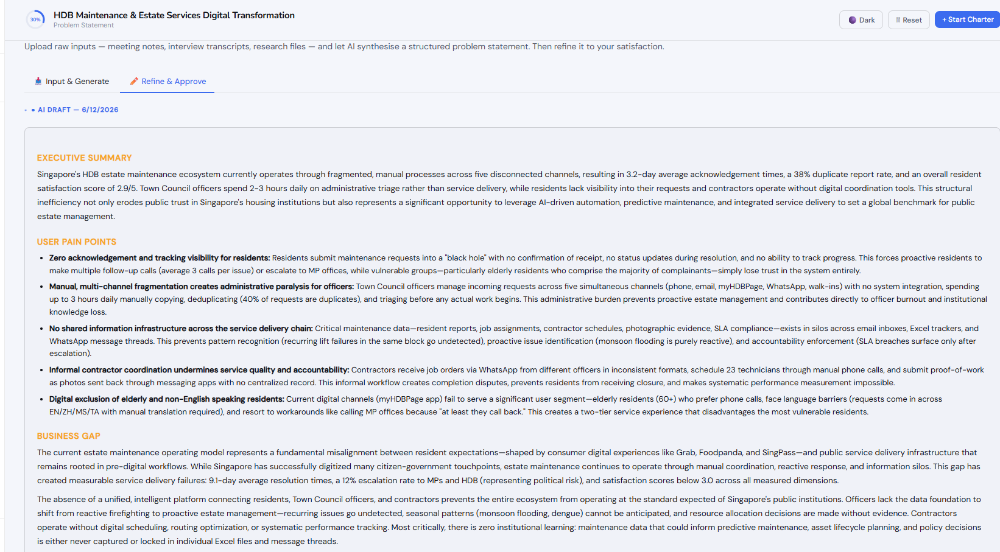 30%
HDB Maintenance & Estate Services Digital Transformation
Problem Statement
Dark
Reset
+ Start Charter
Upload raw inputs — meeting notes, interview transcripts, research files — and let AI synthesise a structured problem statement. Then refine it to your satisfaction.
Input & Generate
Refine & Approve
AI DRAFT — 6/12/2026
EXECUTIVE SUMMARY
Singapore's HDB estate maintenance ecosystem currently operates through fragmented, manual processes across five disconnected channels, resulting in 3.2-day average acknowledgement times, a 38% duplicate report rate, and an overall resident
satisfaction score of 2.9/5. Town Council officers spend 2-3 hours daily on administrative triage rather than service delivery, while residents lack visibility into their requests and contractors operate without digital coordination tools. This structural
inefficiency not only erodes public trust in Singapore's housing institutions but also represents a significant opportunity to leverage AI-driven automation, predictive maintenance, and integrated service delivery to set a global benchmark for public
estate management.
USER PAIN POINTS
• Zero acknowledgement and tracking visibility for residents: Residents submit maintenance requests into a "black hole" with no confirmation of receipt, no status updates during resolution, and no ability to track progress. This forces proactive residents to
make multiple follow-up calls (average 3 calls per issue) or escalate to MP offices, while vulnerable groups—particularly elderly residents who comprise the majority of complainants—simply lose trust in the system entirely.
• Manual, multi-channel fragmentation creates administrative paralysis for officers: Town Council officers manage incoming requests across five simultaneous channels (phone, email, myHDBPage, WhatsApp, walk-ins) with no system integration, spending
up to 3 hours daily manually copying, deduplicating (40% of requests are duplicates), and triaging before any actual work begins. This administrative burden prevents proactive estate management and contributes directly to officer burnout and institutional
knowledge loss.
• No shared information infrastructure across the service delivery chain: Critical maintenance data—resident reports, job assignments, contractor schedules, photographic evidence, SLA compliance—exists in silos across email inboxes, Excel trackers, and
WhatsApp message threads. This prevents pattern recognition (recurring lift failures in the same block go undetected), proactive issue identification (monsoon flooding is purely reactive), and accountability enforcement (SLA breaches surface only after
escalation).
• Informal contractor coordination undermines service quality and accountability: Contractors receive job orders via WhatsApp from different officers in inconsistent formats, schedule 23 technicians through manual phone calls, and submit proof-of-work
as photos sent back through messaging apps with no centralized record. This informal workflow creates completion disputes, prevents residents from receiving closure, and makes systematic performance measurement impossible.
• Digital exclusion of elderly and non-English speaking residents: Current digital channels (myHDBPage app) fail to serve a significant user segment—elderly residents (60+) who prefer phone calls, face language barriers (requests come in across
EN/ZH/MS/TA with manual translation required), and resort to workarounds like calling MP offices because "at least they call back." This creates a two-tier service experience that disadvantages the most vulnerable residents.
BUSINESS GAP
The current estate maintenance operating model represents a fundamental misalignment between resident expectations—shaped by consumer digital experiences like Grab, Foodpanda, and SingPass—and public service delivery infrastructure that
remains rooted in pre-digital workflows. While Singapore has successfully digitized many citizen-government touchpoints, estate maintenance continues to operate through manual coordination, reactive response, and information silos. This gap has
created measurable service delivery failures: 9.1-day average resolution times, a 12% escalation rate to MPs and HDB (representing political risk), and satisfaction scores below 3.0 across all measured dimensions.
The absence of a unified, intelligent platform connecting residents, Town Council officers, and contractors prevents the entire ecosystem from operating at the standard expected of Singapore's public institutions. Officers lack the data foundation to
shift from reactive firefighting to proactive estate management—recurring issues go undetected, seasonal patterns (monsoon flooding, dengue) cannot be anticipated, and resource allocation decisions are made without evidence. Contractors
operate without digital scheduling, routing optimization, or systematic performance tracking. Most critically, there is zero institutional learning: maintenance data that could inform predictive maintenance, asset lifecycle planning, and policy decisions
is either never captured or locked in individual Excel files and message threads.